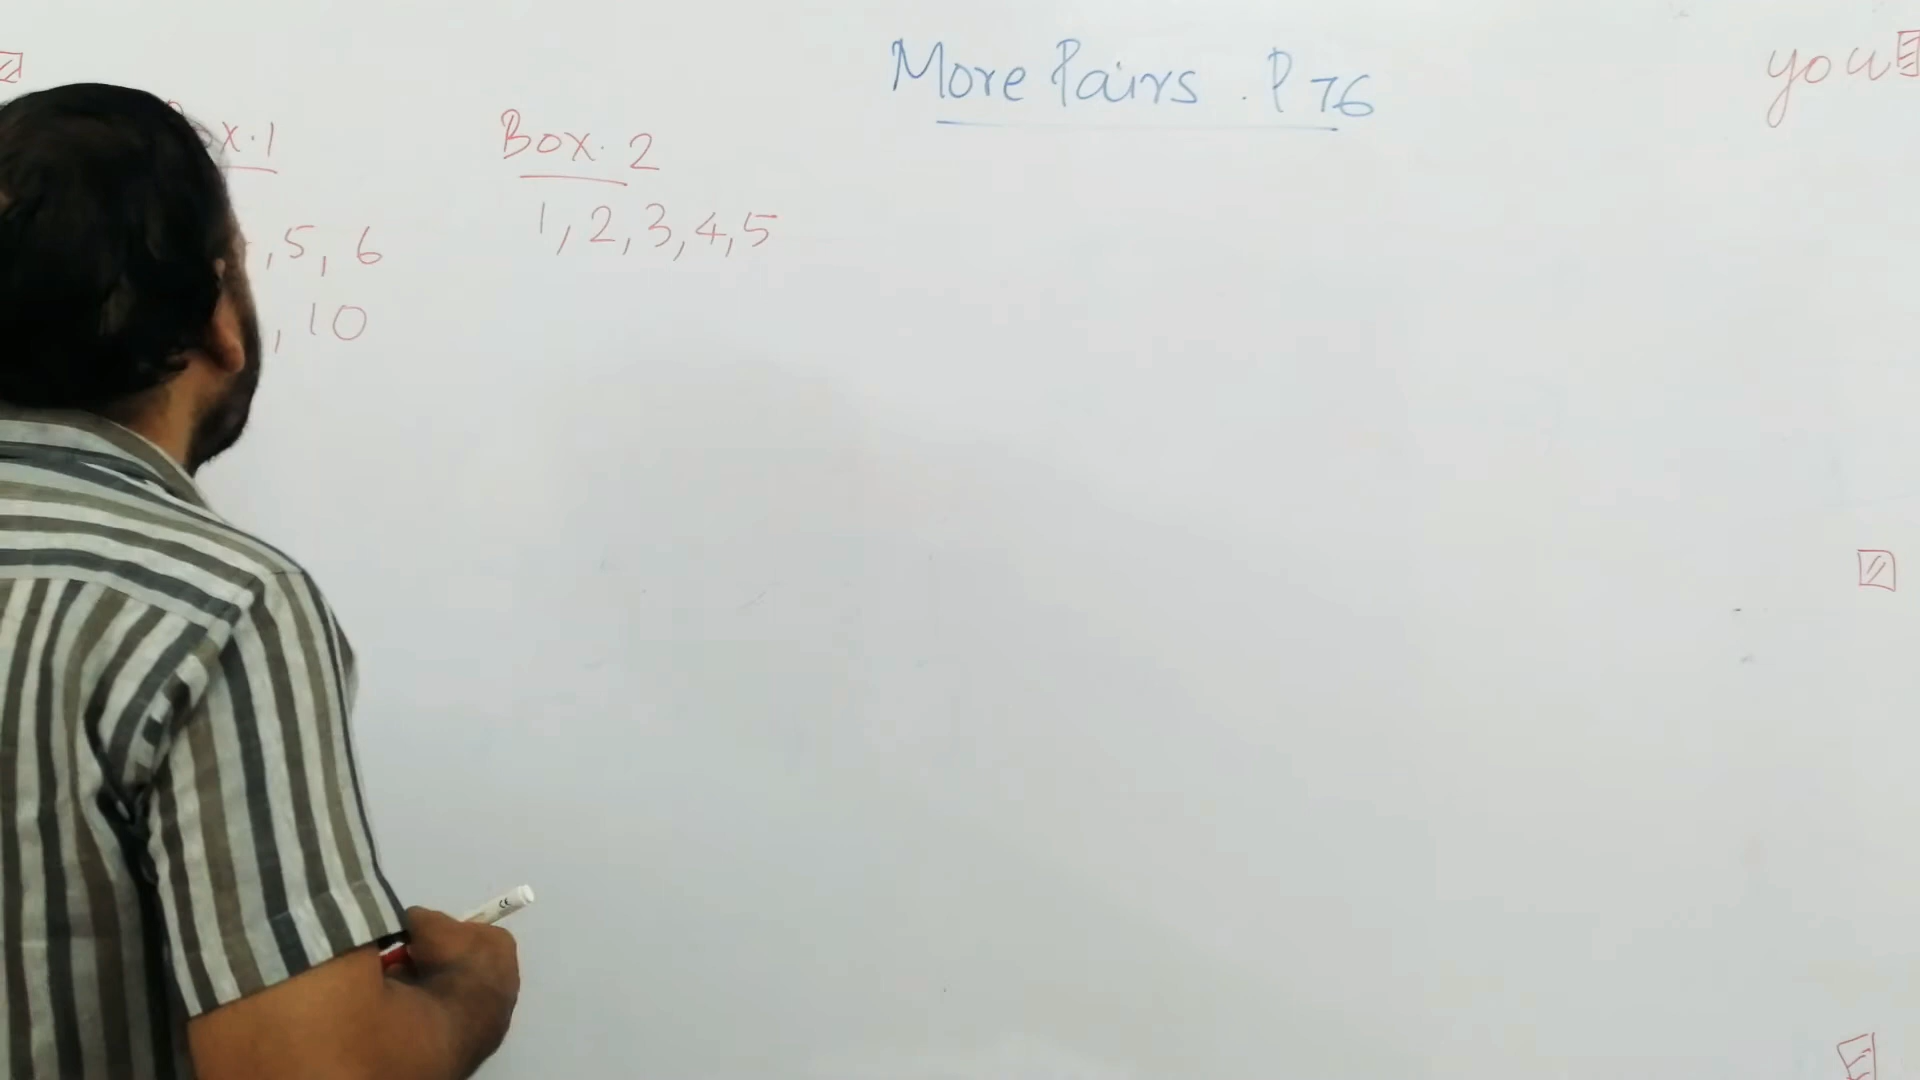 More Pairs . P 76
you
x.1
Box. 2
, 5, 6
1, 2, 3, 4, 5
, 10